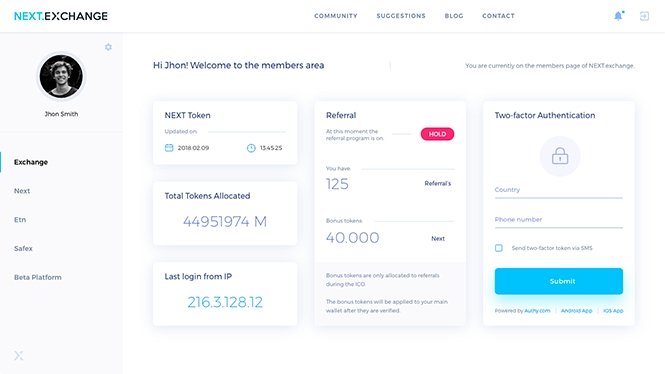 NEXT.EXCHANGE
COMMUNITY SUGGESTIONS BLOG CONTACT
Jhon Smith
Exchange
Next
Etn
Safex
Beta Platform
Hi Jhon! Welcome to the members area
You are currently on the members page of NEXT.exchange.
NEXT Token
Updated on:
2018.02.09 13:45:25
Total Tokens Allocated
44951974 M
Last login from IP
216.3.128.12
Referral
At this moment the
referral program is on:
HOLD
You have:
125 Referral's
Bonus tokens:
40.000 Next
Bonus tokens are only allocated to referrals
during the ICO.
The bonus tokens will be applied to your main
wallet after they are verified.
Two-factor Authentication
Country
Phone number
Send two-factor token via SMS
Submit
Powered by Authy.com | Android App | iOS App